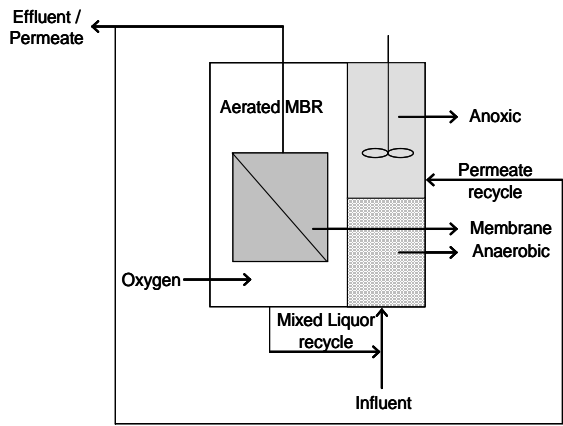 Effluent /
Permeate
Aerated MBR
Anoxic
Permeate
recycle
Membrane
Anaerobic
Oxygen
Mixed Liquor
recycle
Influent